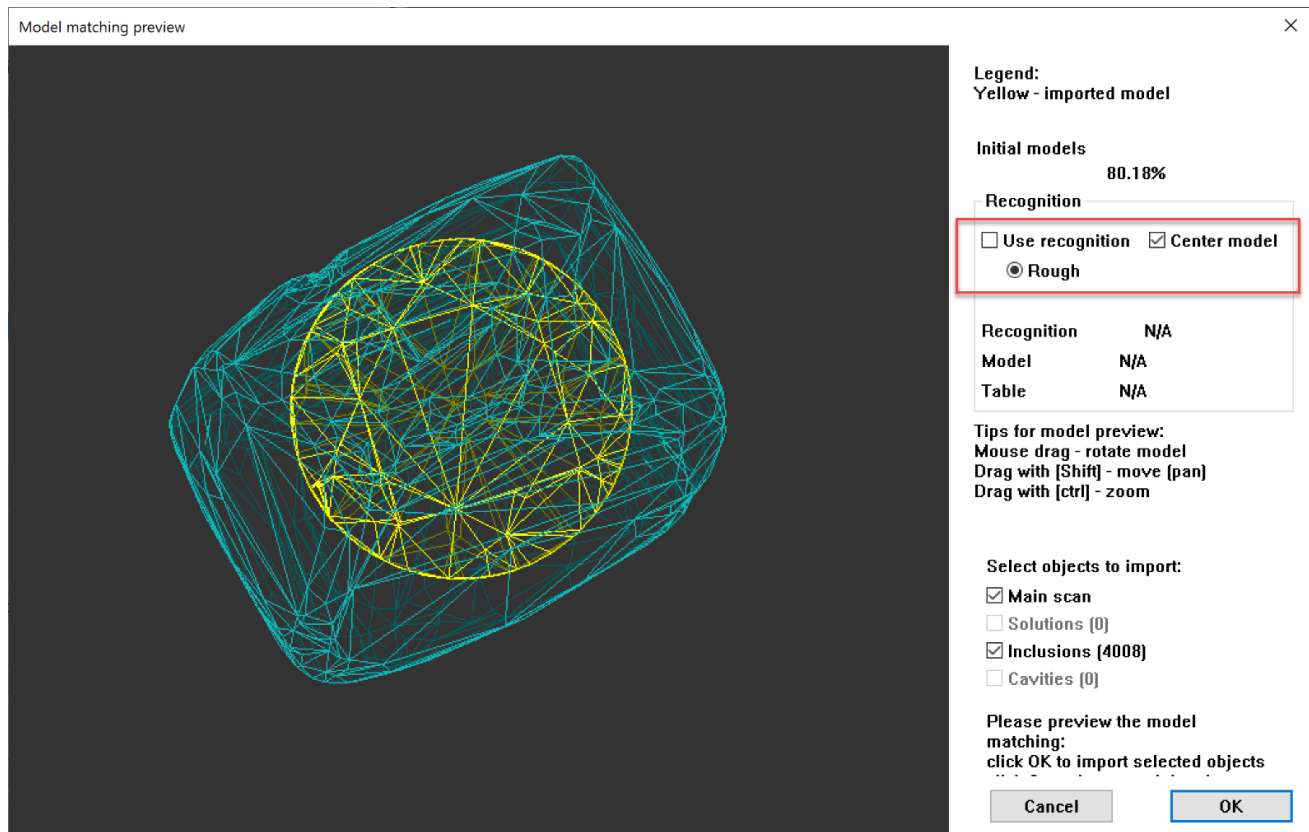 Model matching preview
Legend:
Yellow - imported model
Initial models
80.18%
Recognition
Use recognition Center model
Rough
Recognition N/A
Model N/A
Table N/A
Tips for model preview:
Mouse drag - rotate model
Drag with [Shift] - move (pan)
Drag with [ctrl] - zoom
Select objects to import:
Main scan
Solutions (0)
Inclusions (4008)
Cavities (0)
Please preview the model
matching:
click OK to import selected objects
Cancel OK